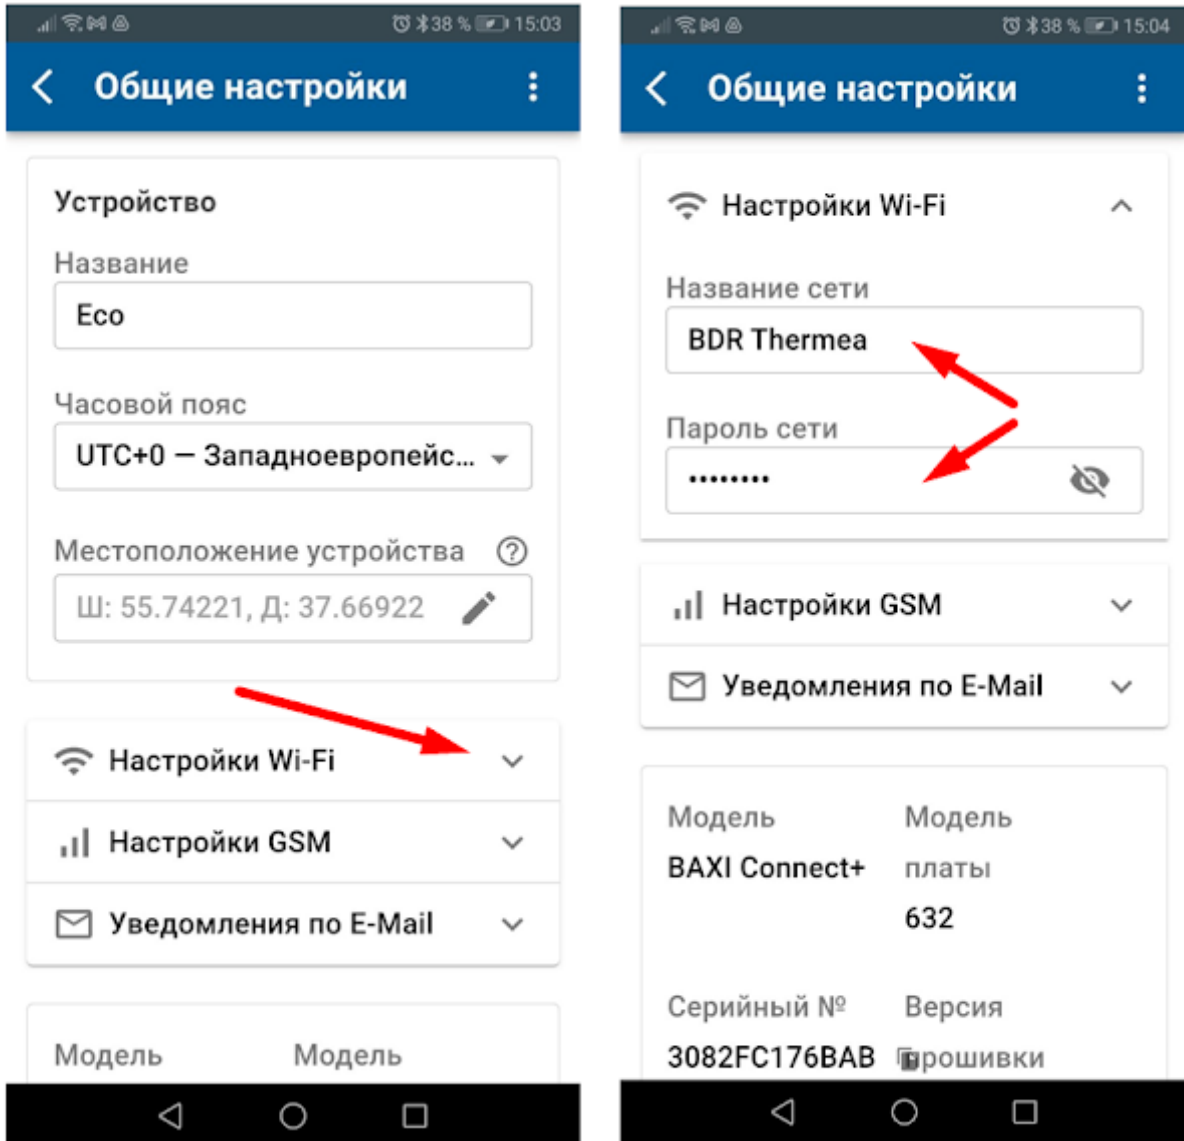 38 % 15:03
Общие настройки
Устройство
Название
Eco
Часовой пояс
UTC+0 — Западноевропейс...
Местоположение устройства
Ш: 55.74221, Д: 37.66922
Настройки Wi-Fi
Настройки GSM
Уведомления по E-Mail
Модель Модель
38 % 15:04
Общие настройки
Настройки Wi-Fi
Название сети
BDR Thermea
Пароль сети
••••••••
Настройки GSM
Уведомления по E-Mail
Модель Модель
BAXI Connect+ платы
632
Серийный № Версия
3082FC176BAB прошивки